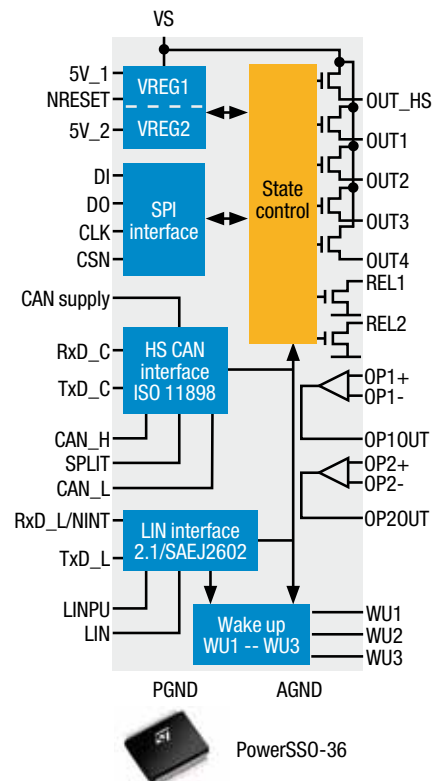 VS
5V_1
NRESET
5V_2
VREG1
VREG2
DI
DO
CLK
CSN
SPI
interface
State
control
OUT_HS
OUT1
OUT2
OUT3
OUT4
REL1
REL2
CAN supply
RxD_C
TxD_C
HS CAN
interface
ISO 11898
CAN_H
SPLIT
CAN_L
OP1+
OP1-
OP1OUT
OP2+
OP2-
OP2OUT
RxD_L/NINT
TxD_L
LIN interface
2.1/SAEJ2602
LINPU
LIN
Wake up
WU1 -- WU3
WU1
WU2
WU3
PGND
AGND
PowerSSO-36